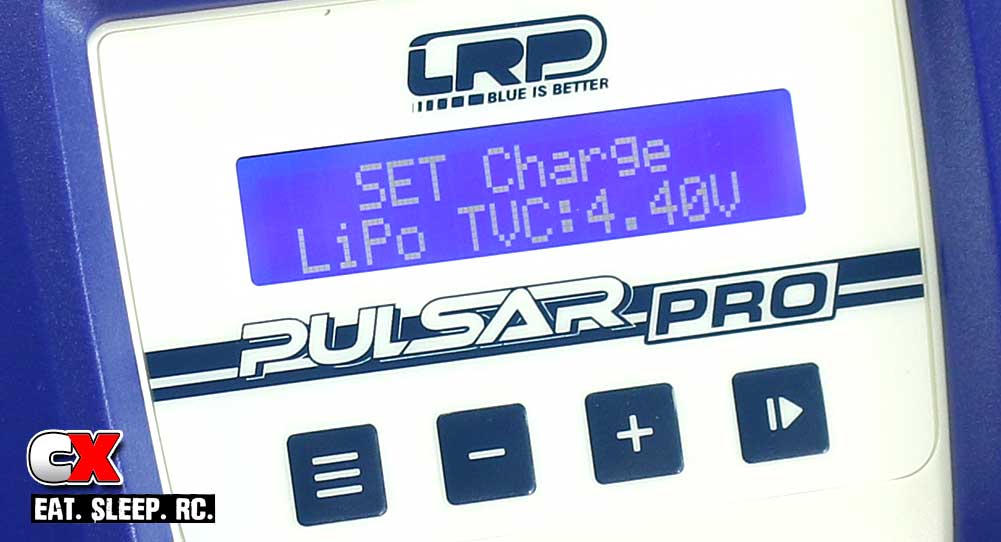 LRP
BLUE IS BETTER
SET Charge
LiPo TVC:4.40V
PULSAR PRO
CX
EAT. SLEEP. RC.